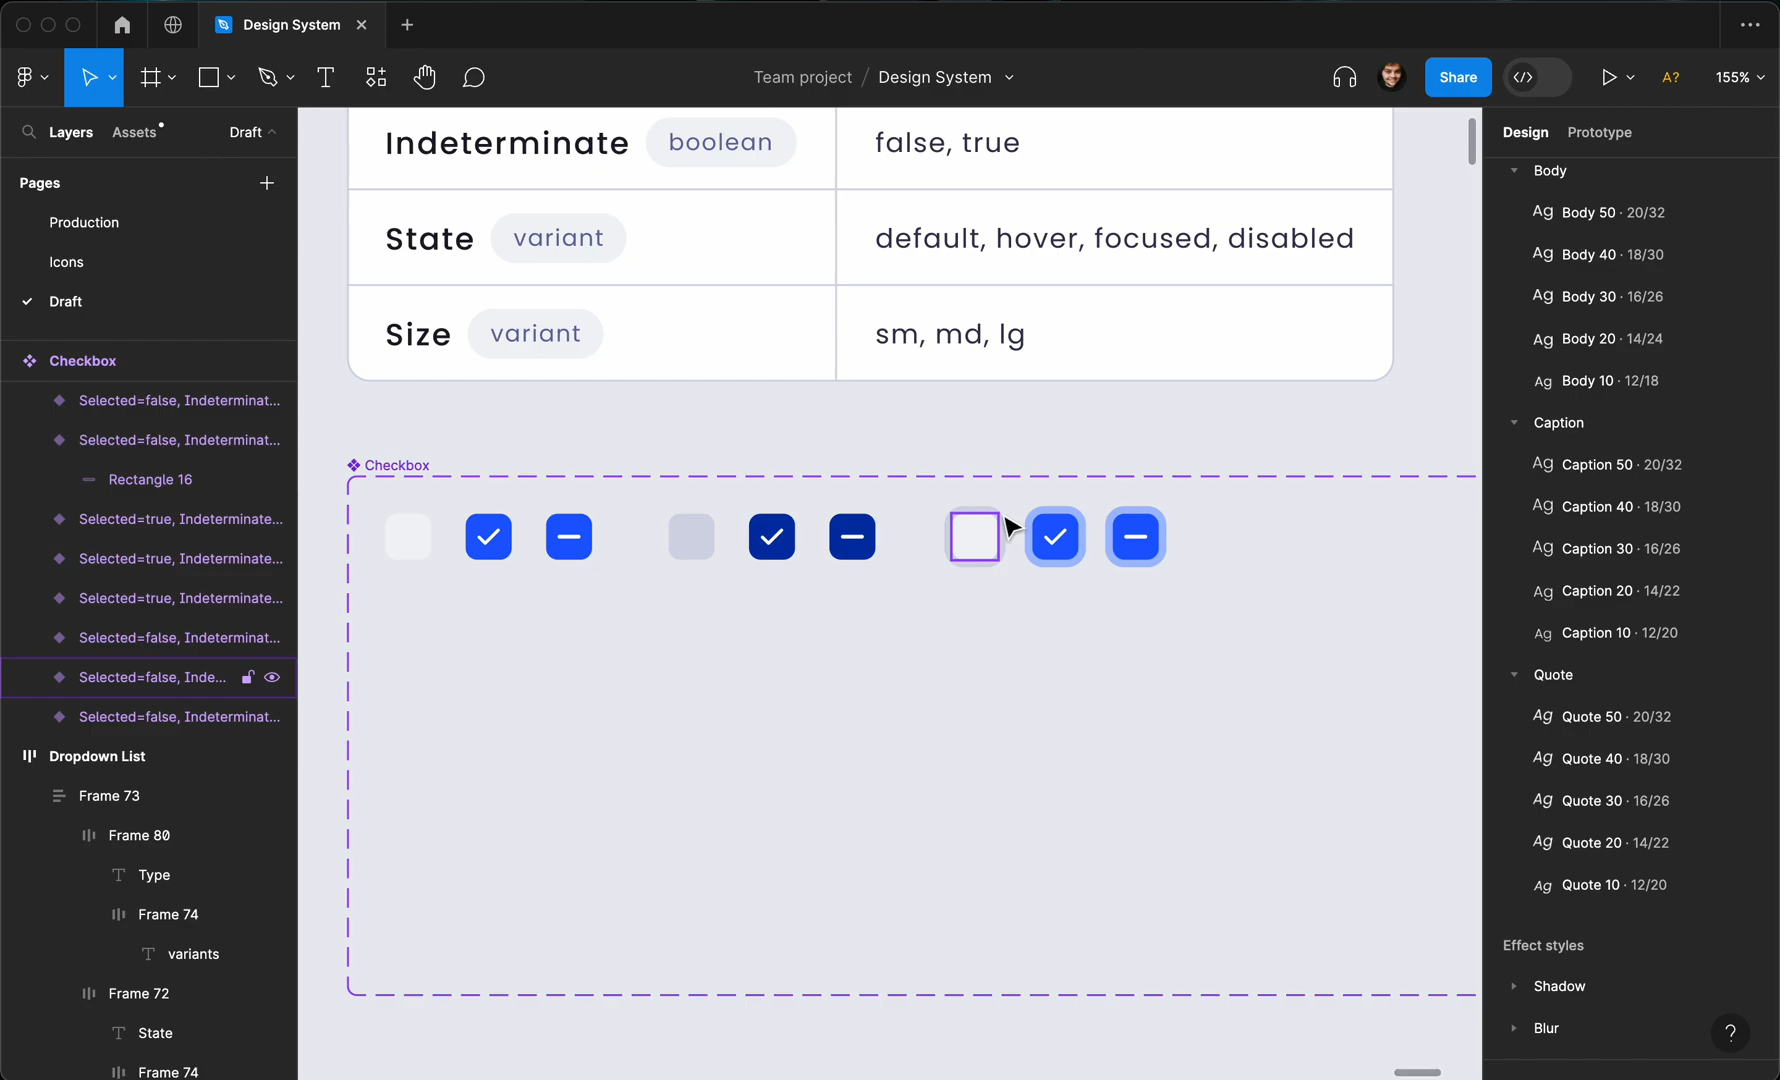 Design System
Team project / Design System
Share
A?
155%
Layers
Assets
Draft
Pages
Production
Icons
Draft
Checkbox
Selected=false, Indeterminat...
Selected=false, Indeterminat...
Rectangle 16
Selected=true, Indeterminate...
Selected=true, Indeterminate...
Selected=true, Indeterminate...
Selected=false, Indeterminat...
Selected=false, Inde...
Selected=false, Indeterminat...
Dropdown List
Frame 73
Frame 80
Type
Frame 74
variants
Frame 72
State
Frame 74
Indeterminate boolean false, true
State variant default, hover, focused, disabled
Size variant sm, md, lg
Checkbox
Design
Prototype
Body
Ag Body 50 · 20/32
Ag Body 40 · 18/30
Ag Body 30 · 16/26
Ag Body 20 · 14/24
Ag Body 10 · 12/18
Caption
Ag Caption 50 · 20/32
Ag Caption 40 · 18/30
Ag Caption 30 · 16/26
Ag Caption 20 · 14/22
Ag Caption 10 · 12/20
Quote
Ag Quote 50 · 20/32
Ag Quote 40 · 18/30
Ag Quote 30 · 16/26
Ag Quote 20 · 14/22
Ag Quote 10 · 12/20
Effect styles
Shadow
Blur
?